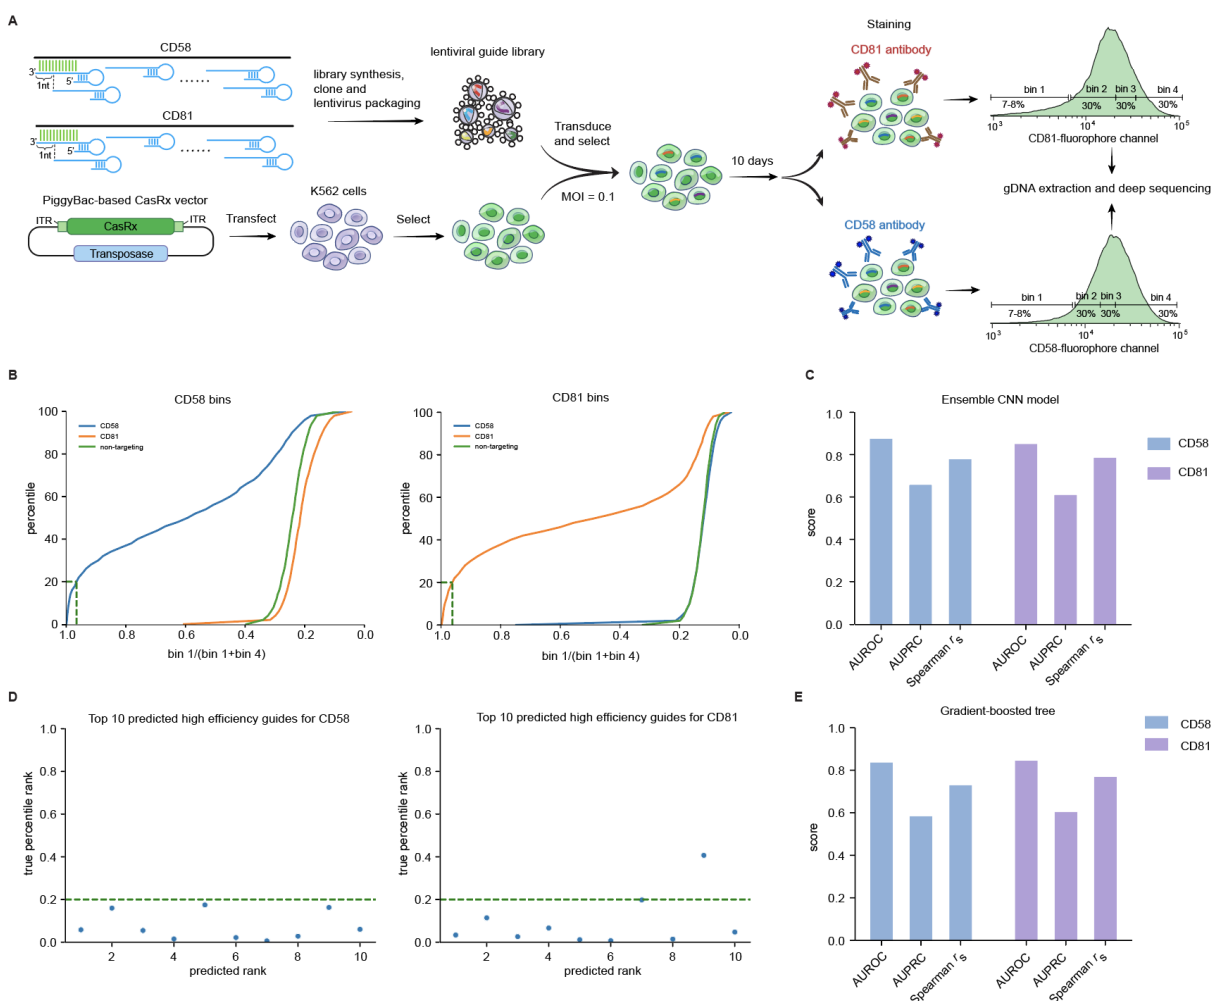 A
CD58
3'
5'
1nt
......
CD81
3'
5'
1nt
......
library synthesis,
clone and
lentivirus packaging
lentiviral guide library
PiggyBac-based CasRx vector
ITR
ITR
CasRx
Transposase
Transfect
K562 cells
Select
Transduce
and select
MOI = 0.1
10 days
Staining
CD81 antibody
CD58 antibody
bin 1
bin 2
bin 3
bin 4
7-8%
30%
30%
30%
10³
10⁴
10⁵
CD81-fluorophore channel
gDNA extraction and deep sequencing
bin 1
bin 2
bin 3
bin 4
7-8%
30%
30%
30%
10³
10⁴
10⁵
CD58-fluorophore channel
B
CD58 bins
CD58
CD81
non-targeting
percentile
100
80
60
40
20
0
1.0 0.8 0.6 0.4 0.2 0.0
bin 1/(bin 1+bin 4)
CD81 bins
CD58
CD81
non-targeting
percentile
100
80
60
40
20
0
1.0 0.8 0.6 0.4 0.2 0.0
bin 1/(bin 1+bin 4)
C
Ensemble CNN model
CD58
CD81
score
1.0
0.8
0.6
0.4
0.2
0.0
AUROC
AUPRC
Spearman rs
AUROC
AUPRC
Spearman rs
D
Top 10 predicted high efficiency guides for CD58
true percentile rank
1.0
0.8
0.6
0.4
0.2
0.0
2 4 6 8 10
predicted rank
Top 10 predicted high efficiency guides for CD81
true percentile rank
1.0
0.8
0.6
0.4
0.2
0.0
2 4 6 8 10
predicted rank
E
Gradient-boosted tree
CD58
CD81
score
1.0
0.8
0.6
0.4
0.2
0.0
AUROC
AUPRC
Spearman rs
AUROC
AUPRC
Spearman rs